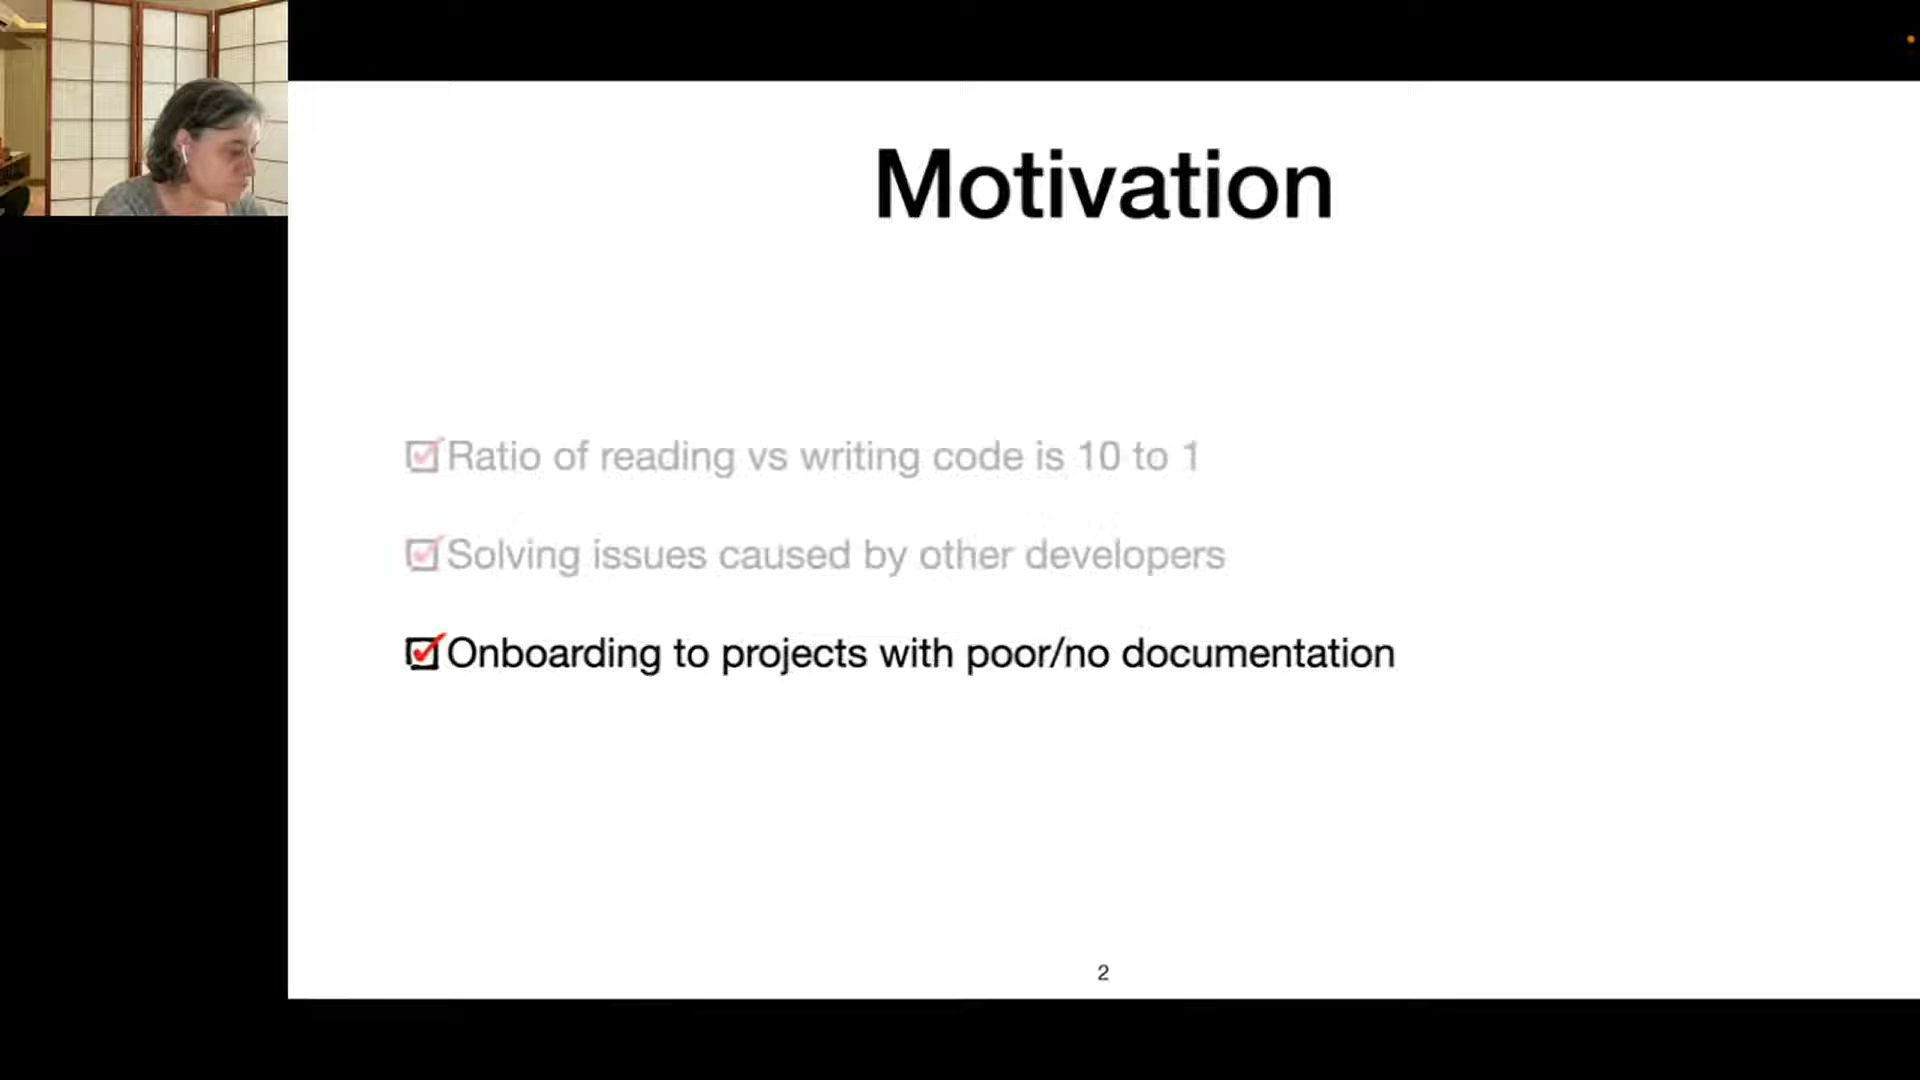 Motivation
Ratio of reading vs writing code is 10 to 1
Solving issues caused by other developers
Onboarding to projects with poor/no documentation
2